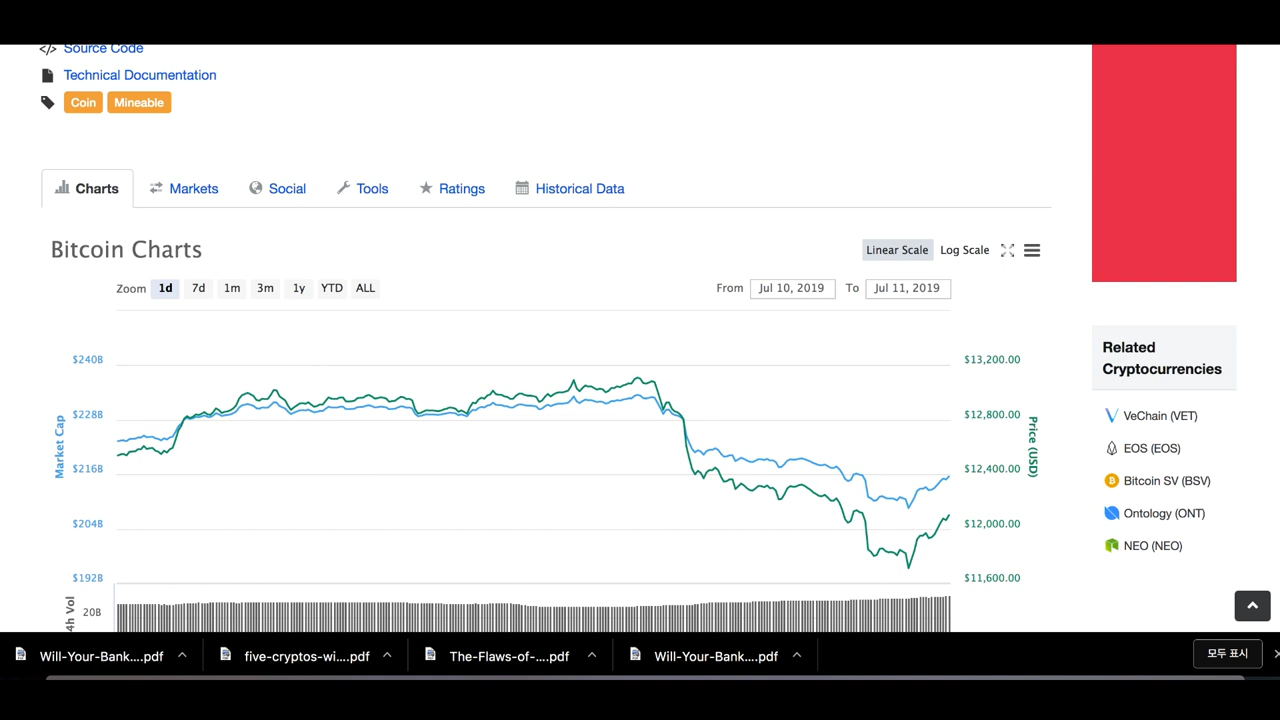 Source Code
Technical Documentation
Coin Mineable
Charts Markets Social Tools Ratings Historical Data
Bitcoin Charts
Linear Scale Log Scale
Zoom 1d 7d 1m 3m 1y YTD ALL
From Jul 10, 2019 To Jul 11, 2019
$240B
$228B
$216B
$204B
$192B
Market Cap
$13,200.00
$12,800.00
$12,400.00
$12,000.00
$11,600.00
Price (USD)
4h Vol
20B
Related
Cryptocurrencies
VeChain (VET)
EOS (EOS)
Bitcoin SV (BSV)
Ontology (ONT)
NEO (NEO)
Will-Your-Bank....pdf five-cryptos-wi....pdf The-Flaws-of-....pdf Will-Your-Bank....pdf 모두 표시